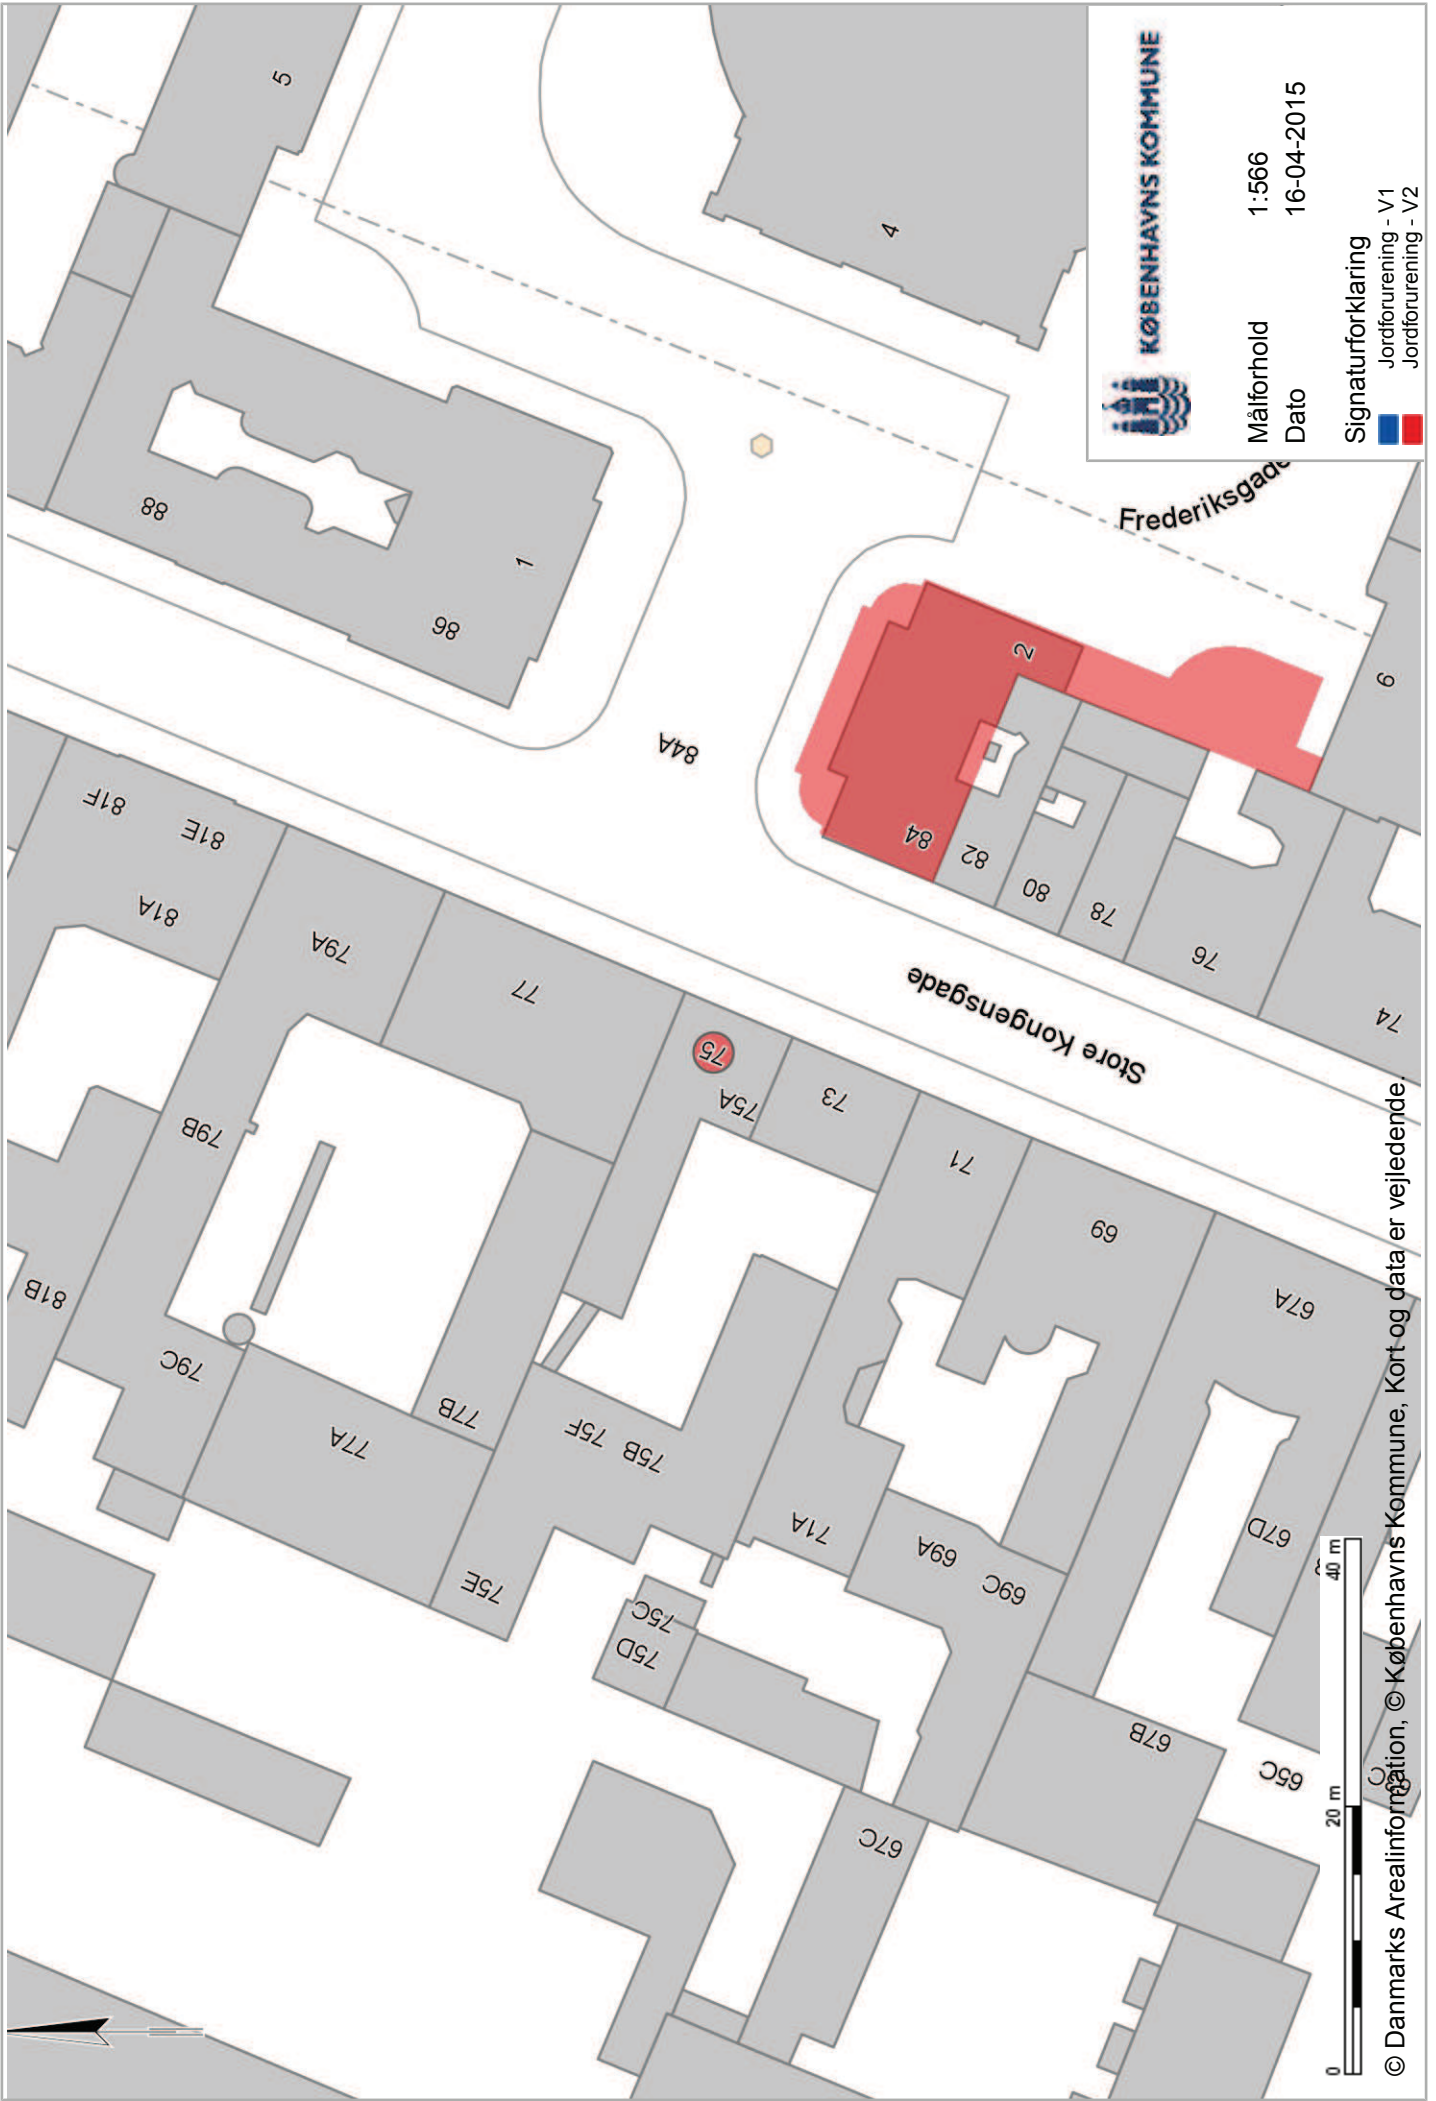 KØBENHAVNS KOMMUNE
Målforhold 1:566
Dato 16-04-2015
Signaturforklaring
Jordforurening - V1
Jordforurening - V2
5
4
88
1
86
Frederiksgade
2
6
84A
84
82
80
78
76
74
Store Kongensgade
81F
81E
81A
79A
77
75
75A
73
71
69
67A
79B
81B
79C
77A
77B
75F
75B
75E
75C
75D
71A
69A
69C
67D
67B
65C
67C
0 20 m 40 m
© Danmarks Arealinformation, © Københavns Kommune, Kort og data er vejledende.